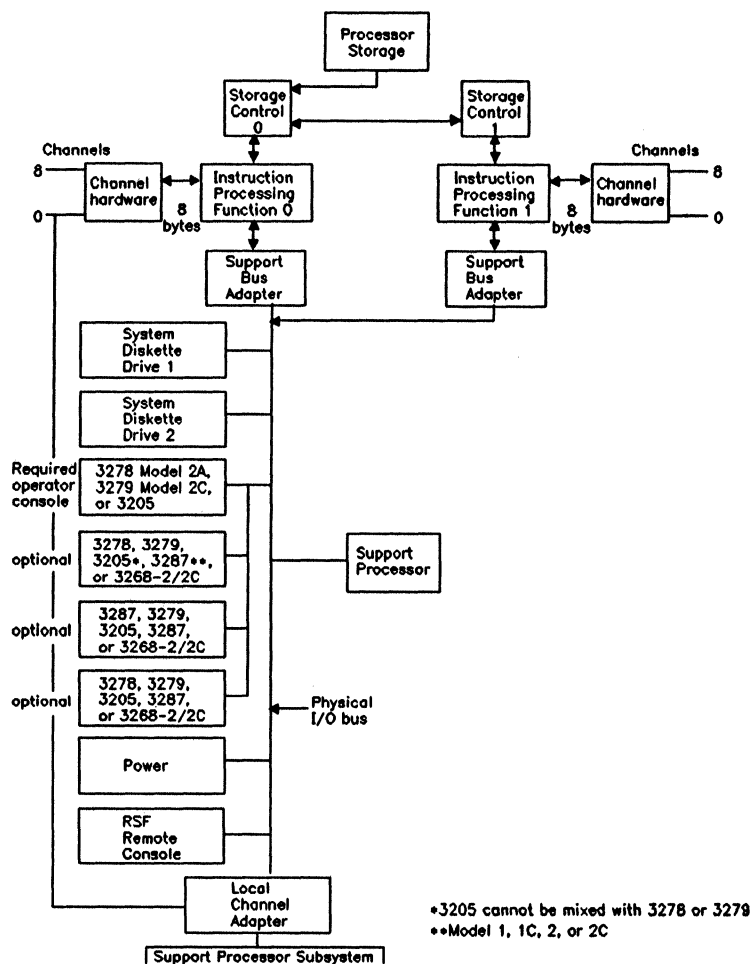 Processor
Storage
Storage
Control
0
Storage
Control
1
Channels
8
Channel
hardware
0
8
bytes
Instruction
Processing
Function 0
Instruction
Processing
Function 1
8
bytes
Channel
hardware
Channels
8
0
Support
Bus
Adapter
Support
Bus
Adapter
System
Diskette
Drive 1
System
Diskette
Drive 2
Required
operator
console
3278 Model 2A,
3279 Model 2C,
or 3205
optional
3278, 3279,
3205*, 3287**,
or 3268-2/2C
Support
Processor
optional
3287, 3279,
3205, 3287,
or 3268-2/2C
optional
3278, 3279,
3205, 3287,
or 3268-2/2C
Physical
I/O bus
Power
RSF
Remote
Console
Local
Channel
Adapter
*3205 cannot be mixed with 3278 or 3279
**Model 1, 1C, 2, or 2C
Support Processor Subsystem